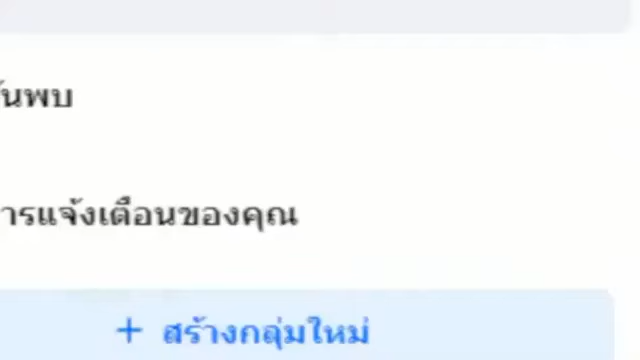 ้นพบ
ารแจ้งเตือนของคุณ
+ สร้างกลุ่มใหม่